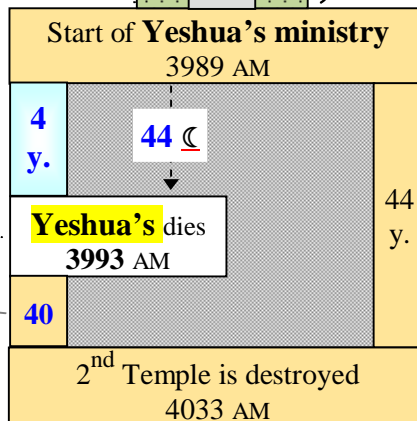 Start of Yeshua's ministry
3989 AM
4
y.
44 ☾
44
y.
Yeshua's dies
3993 AM
40
2nd Temple is destroyed
4033 AM